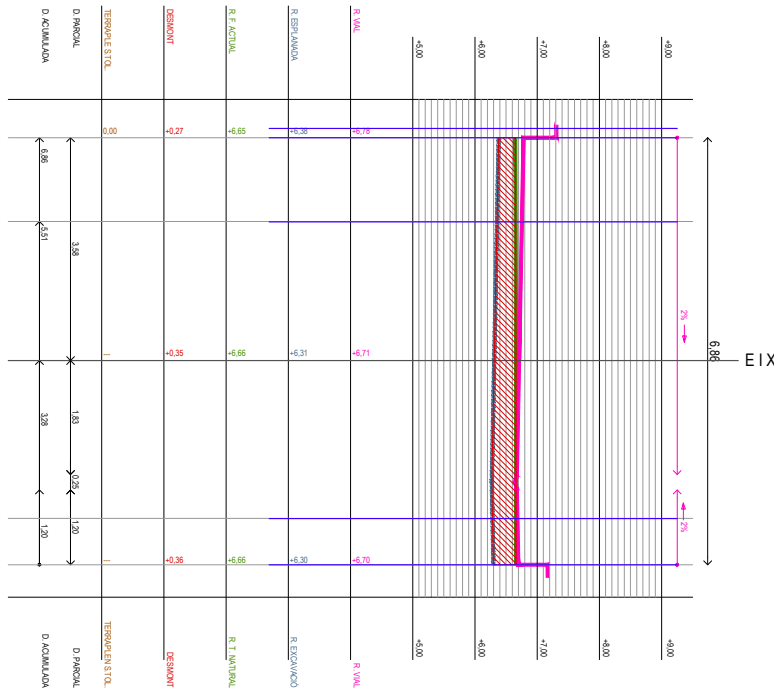 D. ACUMULADA
D. PARCIAL
TERRAPLE S.TOL.
DESMONT
R. F. ACTUAL
R. ESPLANADA
R. VIAL
+5,00
+6,00
+7,00
+8,00
+9,00
0,00
+0,27
+6,65
+6,38
+6,78
6,86
5,51
3,58
2%
6,86
EIX
—
+0,35
+6,66
+6,31
+6,71
3,28
1,83
0,25
1,20
1,20
2%
—
+0,36
+6,66
+6,30
+6,70
D. ACUMULADA
D. PARCIAL
TERRAPLEN S.TOL.
DESMONT
R. T. NATURAL
R. EXCAVACIÓ
R. VIAL
+5,00
+6,00
+7,00
+8,00
+9,00